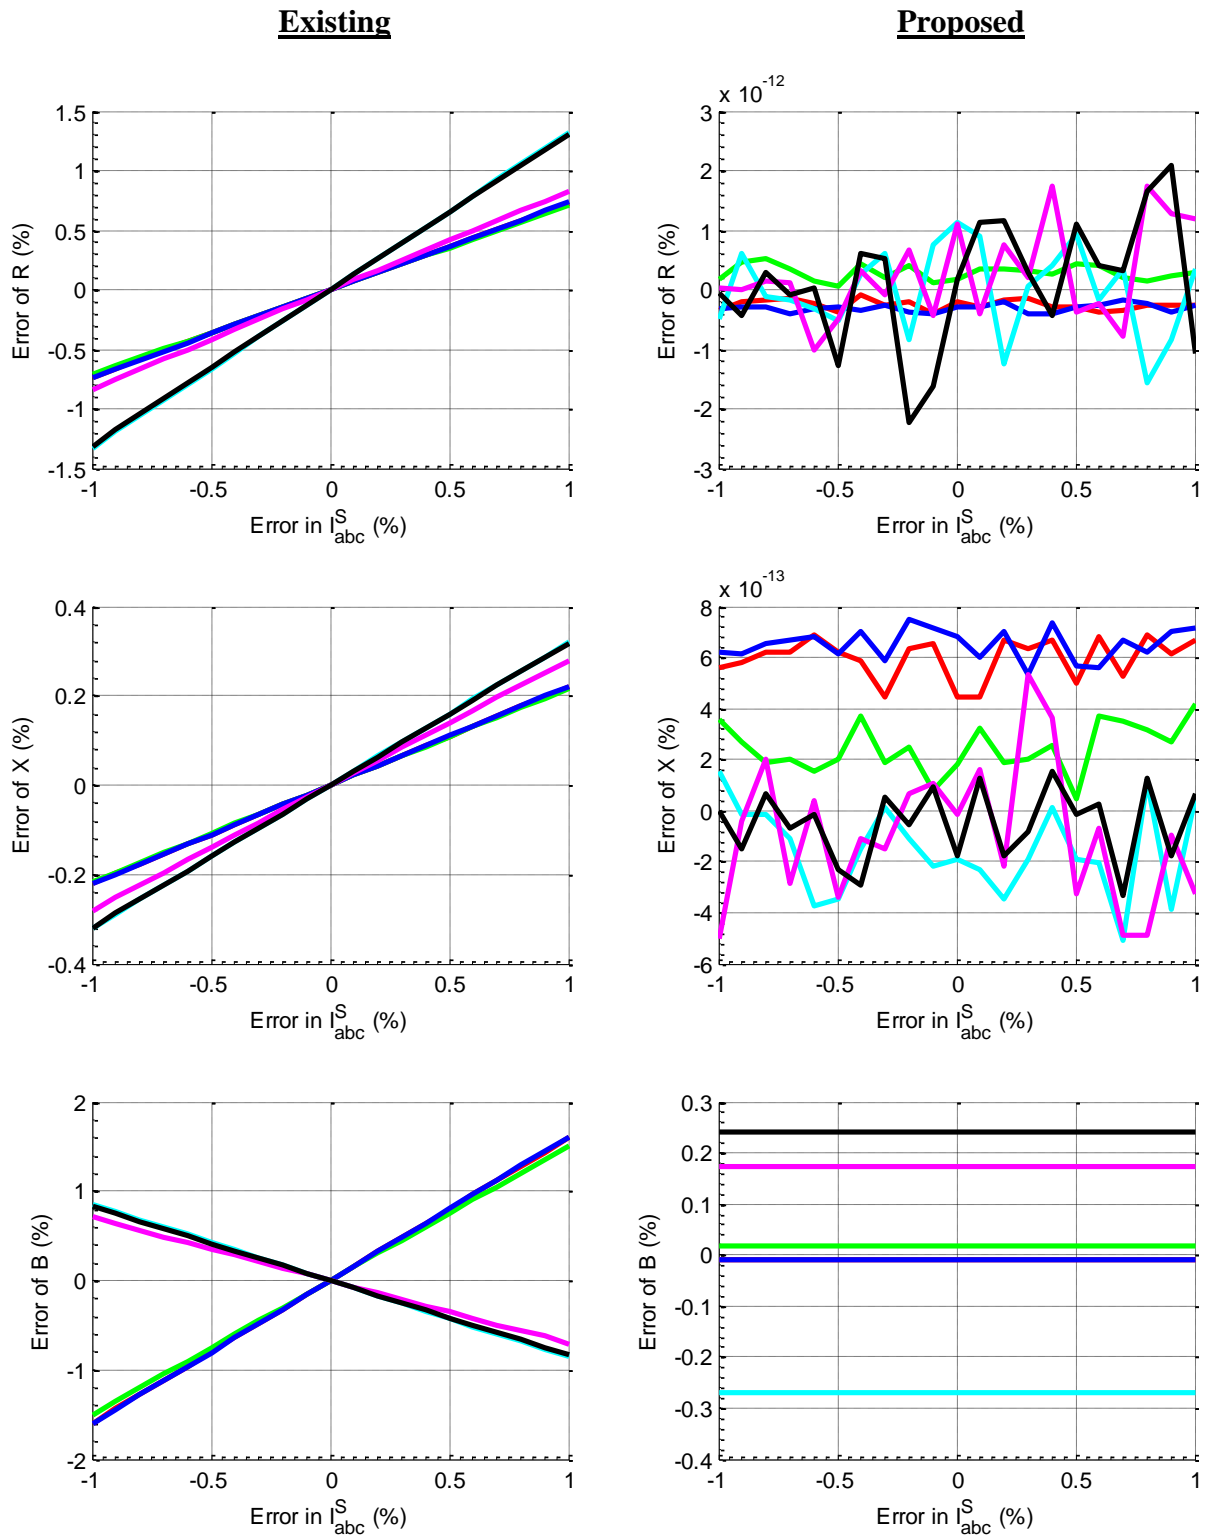 Existing
Proposed
1.5
1
0.5
0
-0.5
-1
-1.5
Error of R (%)
-1 -0.5 0 0.5 1
Error in I^S_abc (%)
x 10^-12
3
2
1
0
-1
-2
-3
Error of R (%)
-1 -0.5 0 0.5 1
Error in I^S_abc (%)
0.4
0.2
0
-0.2
-0.4
Error of X (%)
-1 -0.5 0 0.5 1
Error in I^S_abc (%)
x 10^-13
8
6
4
2
0
-2
-4
-6
Error of X (%)
-1 -0.5 0 0.5 1
Error in I^S_abc (%)
2
1
0
-1
-2
Error of B (%)
-1 -0.5 0 0.5 1
Error in I^S_abc (%)
0.3
0.2
0.1
0
-0.1
-0.2
-0.3
-0.4
Error of B (%)
-1 -0.5 0 0.5 1
Error in I^S_abc (%)